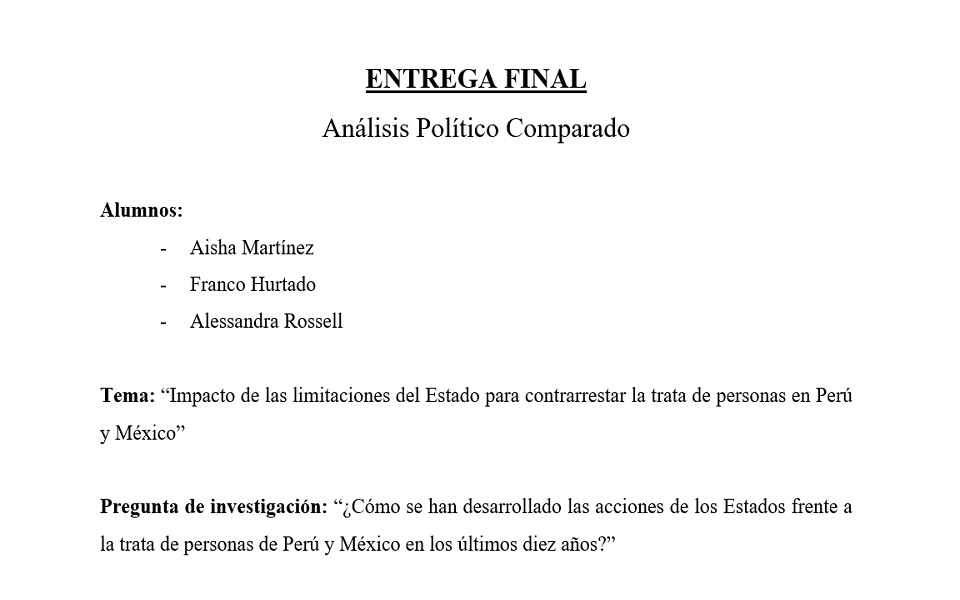 ENTREGA FINAL
Análisis Político Comparado
Alumnos:
- Aisha Martínez
- Franco Hurtado
- Alessandra Rossell
Tema: “Impacto de las limitaciones del Estado para contrarrestar la trata de personas en Perú
y México”
Pregunta de investigación: “¿Cómo se han desarrollado las acciones de los Estados frente a
la trata de personas de Perú y México en los últimos diez años?”